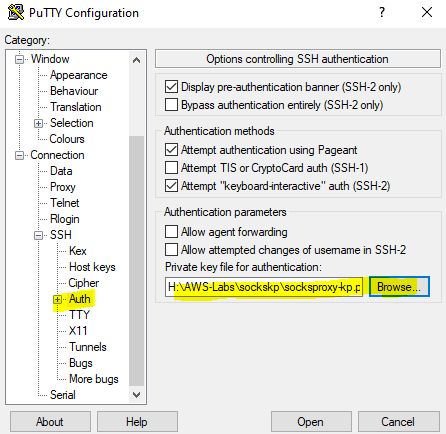 PuTTY Configuration
?
Category:
Window
Appearance
Behaviour
Translation
Selection
Colours
Connection
Data
Proxy
Telnet
Rlogin
SSH
Kex
Host keys
Cipher
Auth
TTY
X11
Tunnels
Bugs
More bugs
Serial
Options controlling SSH authentication
Display pre-authentication banner (SSH-2 only)
Bypass authentication entirely (SSH-2 only)
Authentication methods
Attempt authentication using Pageant
Attempt TIS or CryptoCard auth (SSH-1)
Attempt "keyboard-interactive" auth (SSH-2)
Authentication parameters
Allow agent forwarding
Allow attempted changes of username in SSH-2
Private key file for authentication:
H:\AWS-Labs\sockskp\socksproxy-kp.p
Browse...
About
Help
Open
Cancel